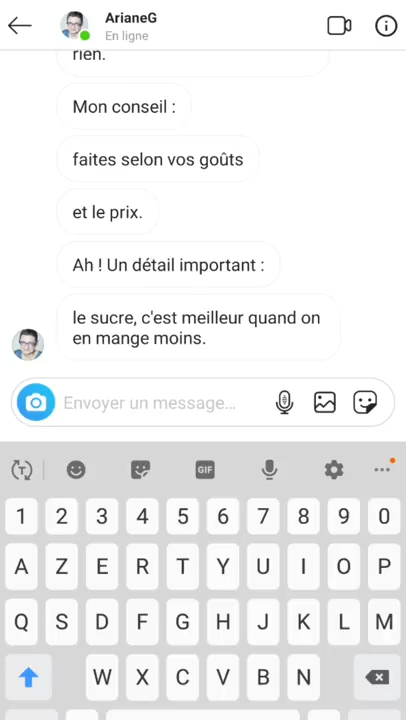 ArianeG
En ligne
rien.
Mon conseil :
faites selon vos goûts
et le prix.
Ah ! Un détail important :
le sucre, c'est meilleur quand on
en mange moins.
Envoyer un message...
T GIF
1 2 3 4 5 6 7 8 9 0
A Z E R T Y U I O P
Q S D F G H J K L M
W X C V B N